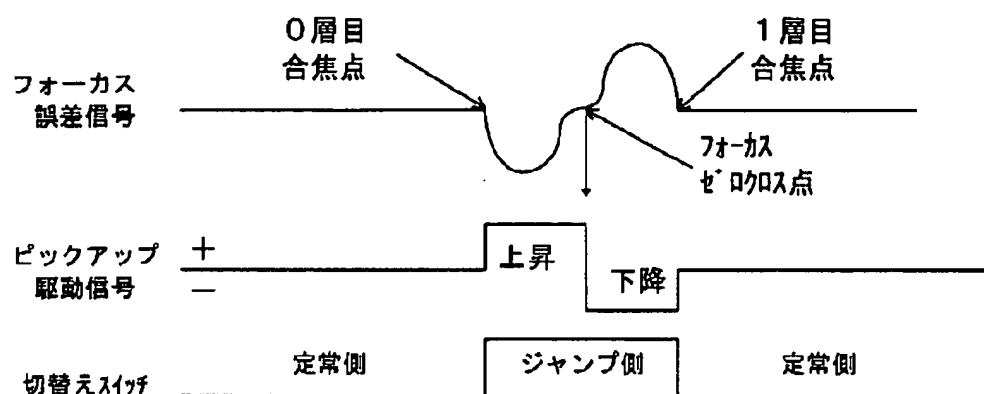 0層目
合焦点
1層目
合焦点
フォーカス
誤差信号
フォーカス
ゼロクロス点
ピックアップ
駆動信号
+
−
上昇
下降
切替えスイッチ
定常側
ジャンプ側
定常側